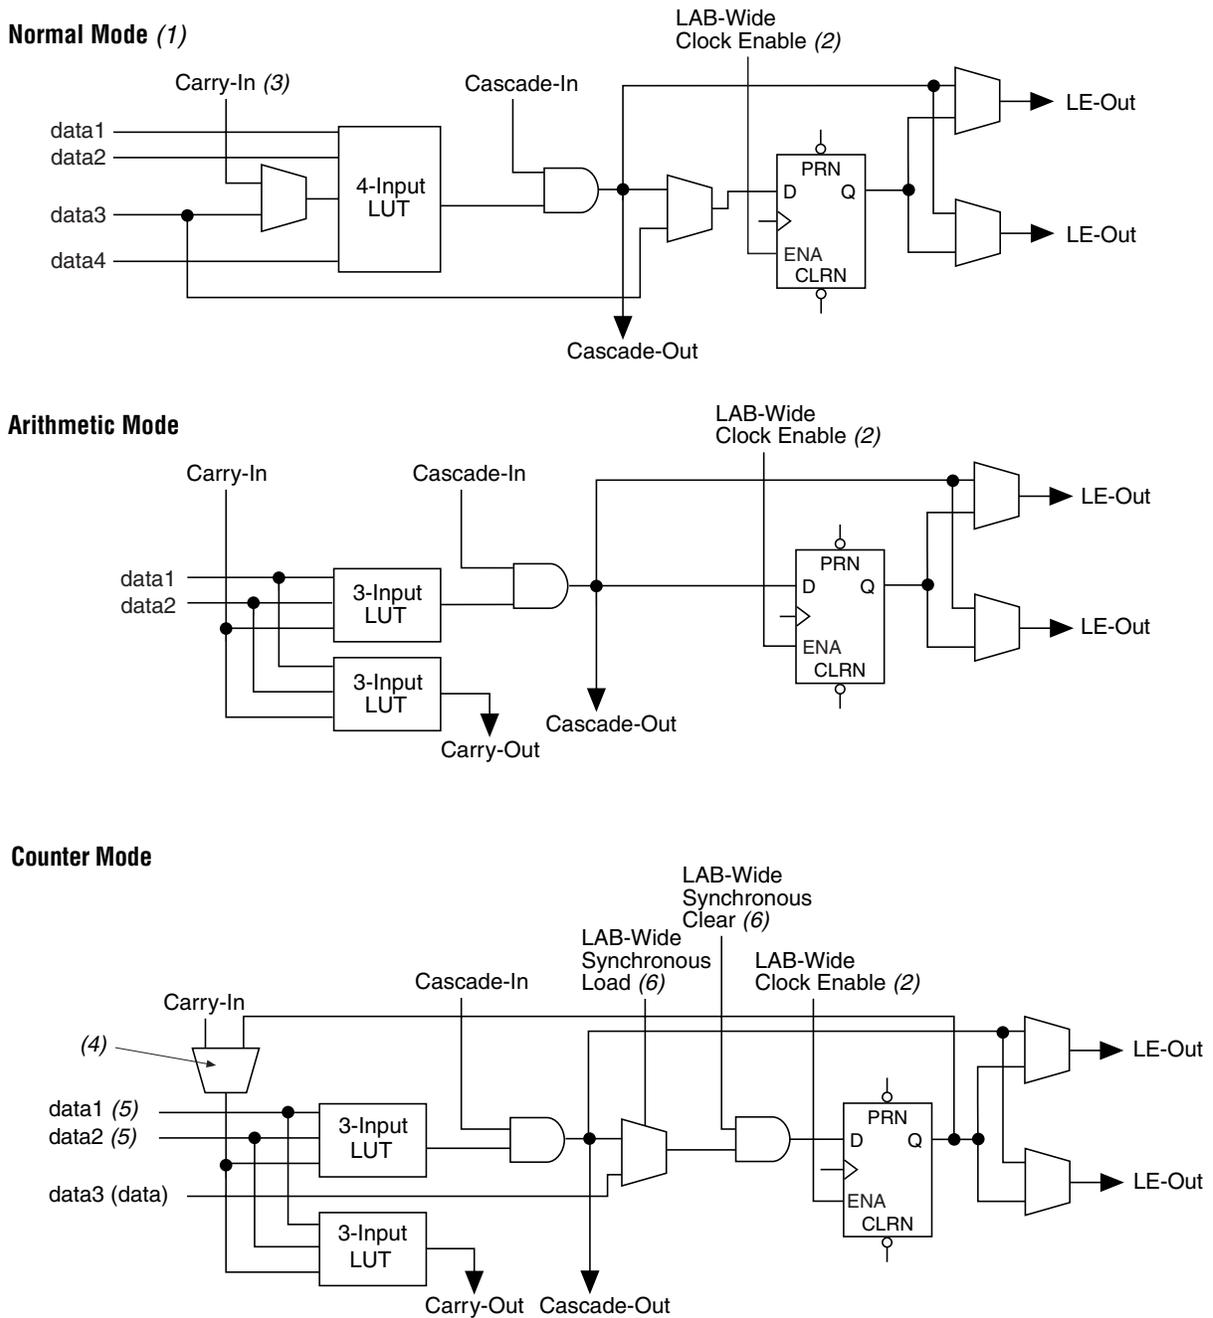 Normal Mode (1)
LAB-Wide
Clock Enable (2)
Carry-In (3)
Cascade-In
data1
data2
data3
data4
4-Input
LUT
PRN
D
Q
ENA
CLRN
LE-Out
LE-Out
Cascade-Out
Arithmetic Mode
LAB-Wide
Clock Enable (2)
Carry-In
Cascade-In
data1
data2
3-Input
LUT
3-Input
LUT
PRN
D
Q
ENA
CLRN
LE-Out
LE-Out
Cascade-Out
Carry-Out
Counter Mode
LAB-Wide
Synchronous
Clear (6)
LAB-Wide
Synchronous
Load (6)
LAB-Wide
Clock Enable (2)
Cascade-In
Carry-In
(4)
data1 (5)
data2 (5)
data3 (data)
3-Input
LUT
3-Input
LUT
PRN
D
Q
ENA
CLRN
LE-Out
LE-Out
Carry-Out
Cascade-Out